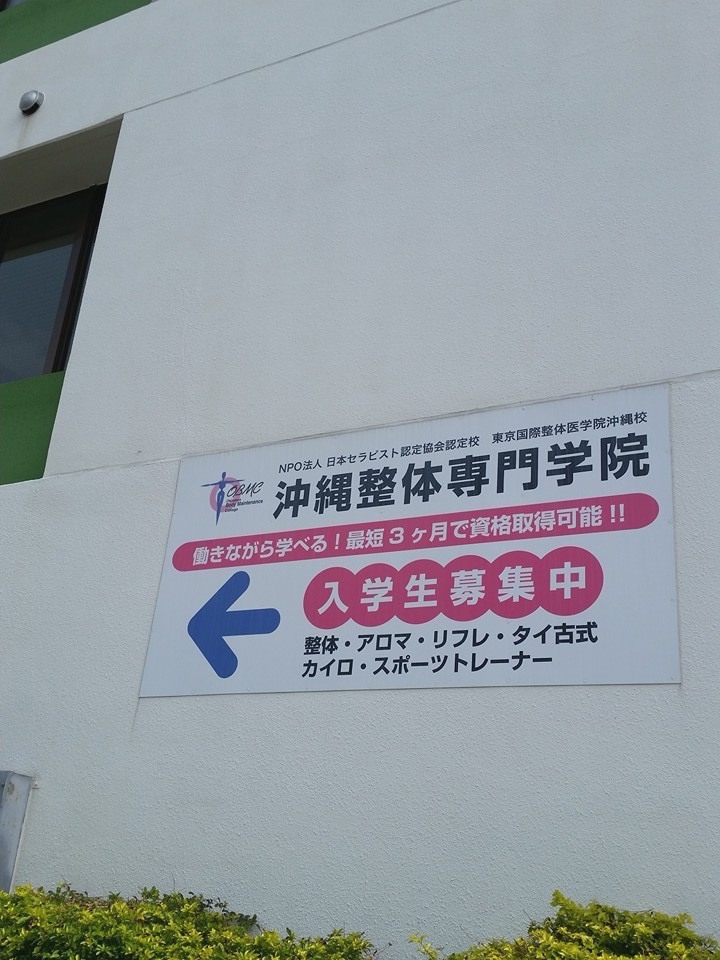 NPO法人 日本セラピスト認定協会認定校 東京国際整体医学院沖縄校
OBMC
Body Maintenance
College
沖縄整体専門学院
働きながら学べる！最短3ヶ月で資格取得可能!!
入学生募集中
整体・アロマ・リフレ・タイ古式
カイロ・スポーツトレーナー